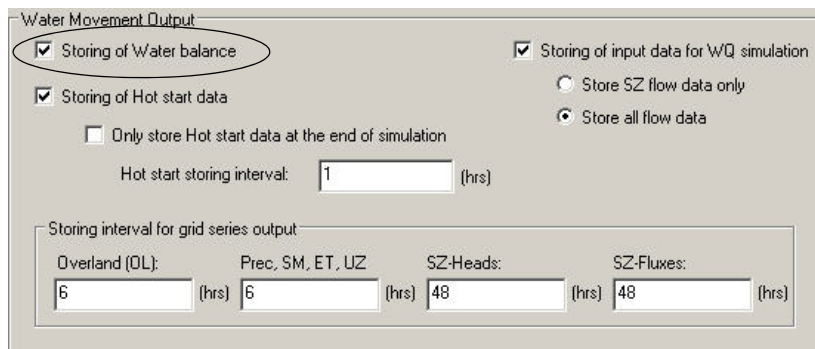 Water Movement Output
Storing of Water balance
Storing of Hot start data
Only store Hot start data at the end of simulation
Hot start storing interval: 1 (hrs)
Storing of input data for WQ simulation
Store SZ flow data only
Store all flow data
Storing interval for grid series output
Overland (OL): Prec, SM, ET, UZ SZ-Heads: SZ-Fluxes:
6 (hrs) 6 (hrs) 48 (hrs) 48 (hrs)